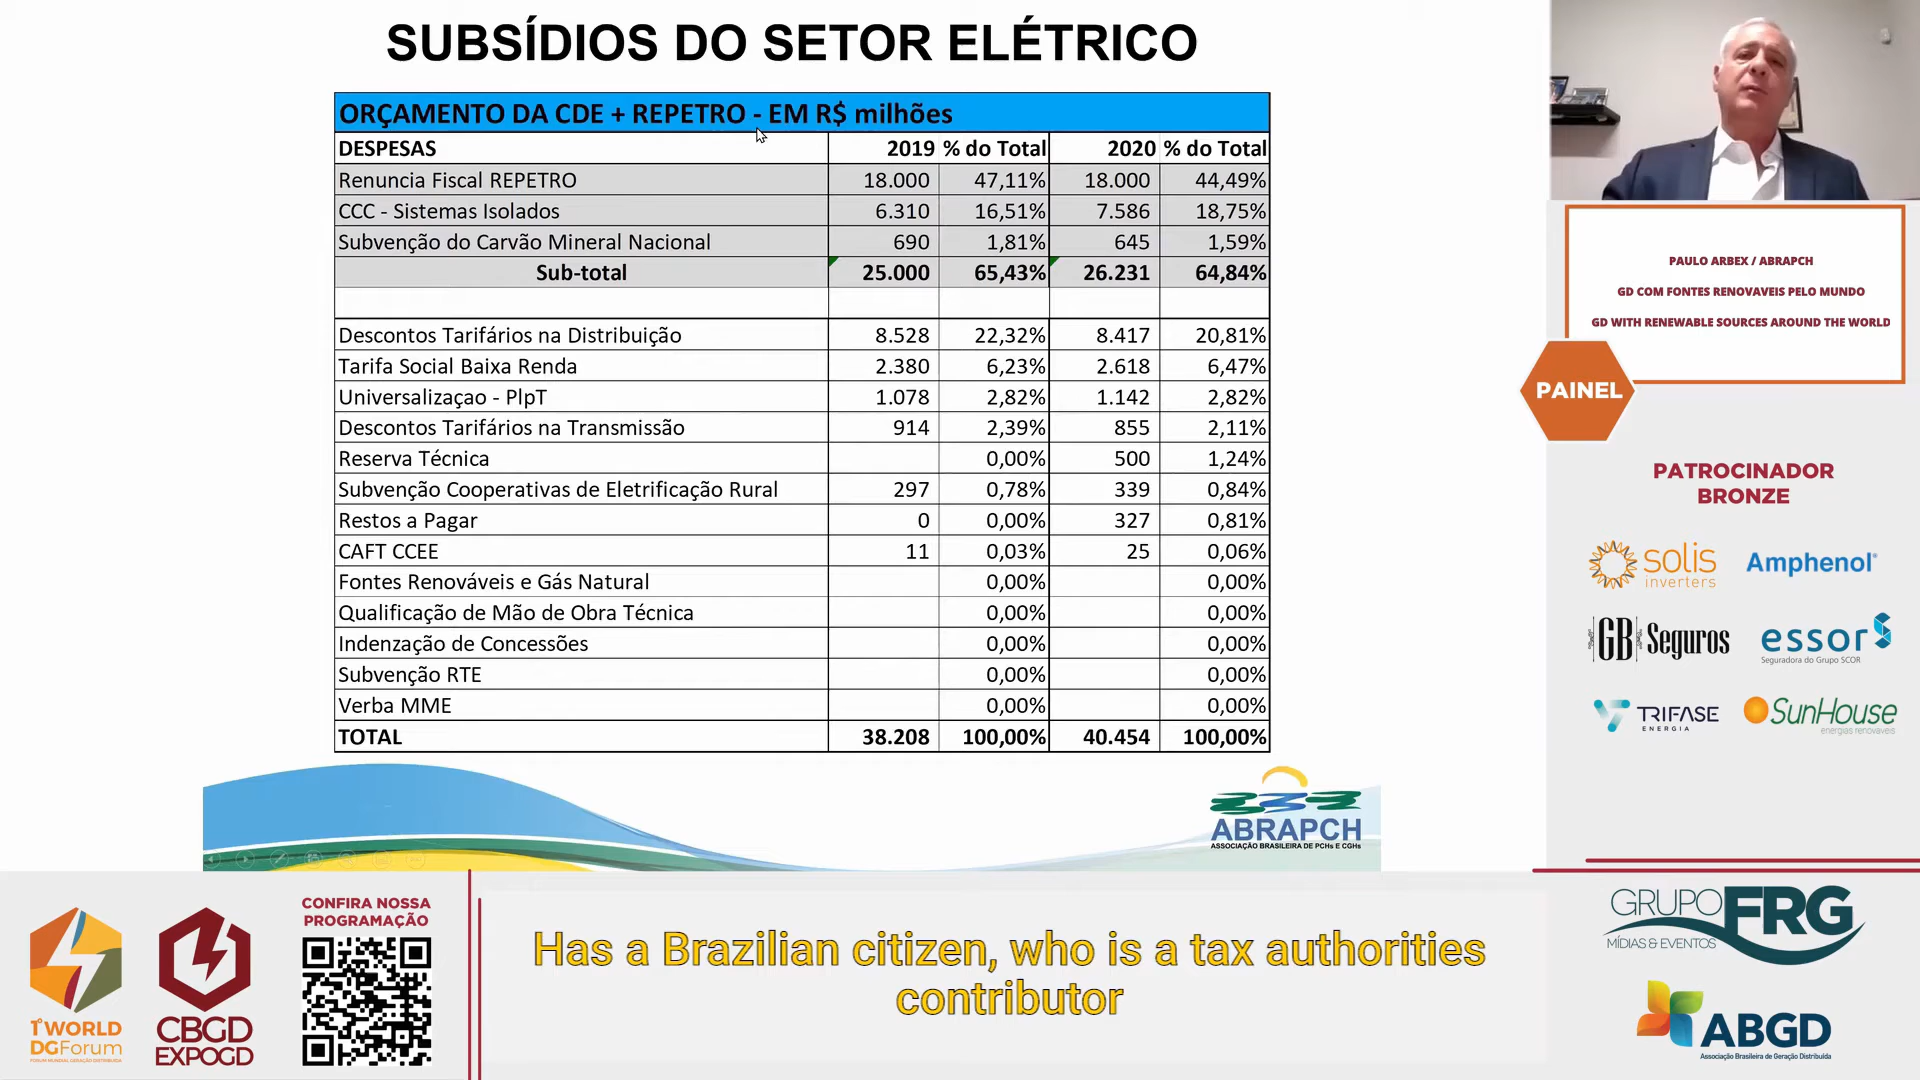 SUBSÍDIOS DO SETOR ELÉTRICO
ORÇAMENTO DA CDE + REPETRO - EM R$ milhões
DESPESAS 2019 % do Total 2020 % do Total
Renuncia Fiscal REPETRO 18.000 47,11% 18.000 44,49%
CCC - Sistemas Isolados 6.310 16,51% 7.586 18,75%
Subvenção do Carvão Mineral Nacional 690 1,81% 645 1,59%
Sub-total 25.000 65,43% 26.231 64,84%
Descontos Tarifários na Distribuição 8.528 22,32% 8.417 20,81%
Tarifa Social Baixa Renda 2.380 6,23% 2.618 6,47%
Universalizaçao - PlpT 1.078 2,82% 1.142 2,82%
Descontos Tarifários na Transmissão 914 2,39% 855 2,11%
Reserva Técnica 0,00% 500 1,24%
Subvenção Cooperativas de Eletrificação Rural 297 0,78% 339 0,84%
Restos a Pagar 0 0,00% 327 0,81%
CAFT CCEE 11 0,03% 25 0,06%
Fontes Renováveis e Gás Natural 0,00% 0,00%
Qualificação de Mão de Obra Técnica 0,00% 0,00%
Indenzação de Concessões 0,00% 0,00%
Subvenção RTE 0,00% 0,00%
Verba MME 0,00% 0,00%
TOTAL 38.208 100,00% 40.454 100,00%
ABRAPCH
ASSOCIAÇÃO BRASILEIRA DE PCHs E CGHs
PAULO ARBEX / ABRAPCH
GD COM FONTES RENOVAVEIS PELO MUNDO
GD WITH RENEWABLE SOURCES AROUND THE WORLD
PAINEL
PATROCINADOR
BRONZE
solis
inverters
Amphenol
GB Seguros
essor
Seguradora do Grupo SCOR
TRIFASE
ENERGIA
SunHouse
energias renováveis
1º WORLD
DGForum
FÓRUM MUNDIAL GERAÇÃO DISTRIBUÍDA
CBGD
EXPOGD
CONFIRA NOSSA
PROGRAMAÇÃO
Has a Brazilian citizen, who is a tax authorities
contributor
GRUPO FRG
MÍDIAS & EVENTOS
ABGD
Associação Brasileira de Geração Distribuída